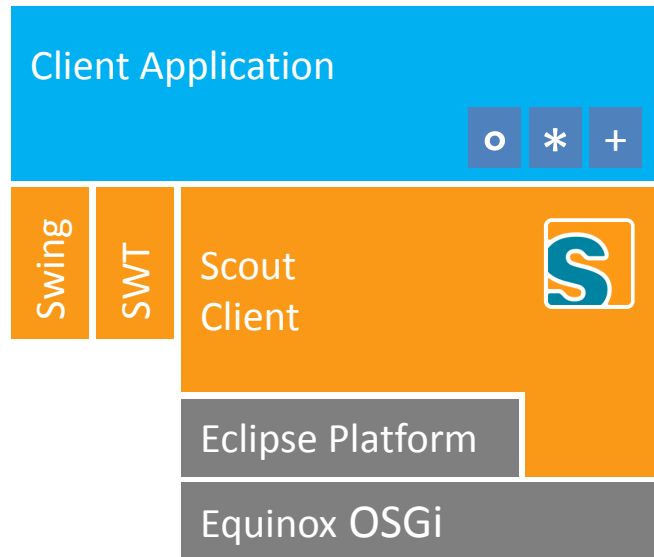 Client Application
o * +
Swing
SWT
Scout
Client
S
Eclipse Platform
Equinox OSGi